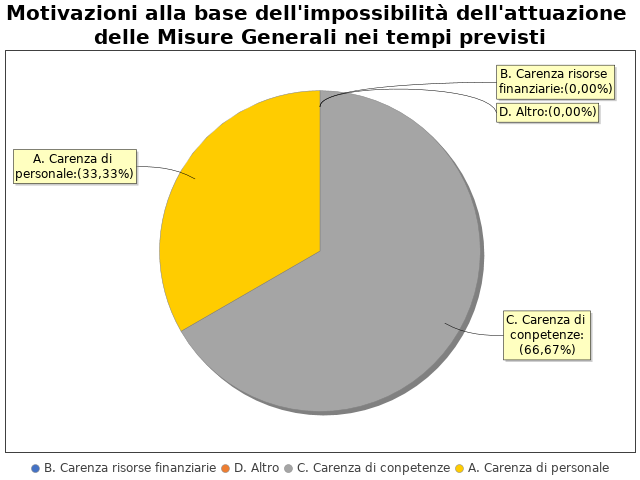 Motivazioni alla base dell'impossibilità dell'attuazione
delle Misure Generali nei tempi previsti
B. Carenza risorse
finanziarie:(0,00%)
D. Altro:(0,00%)
A. Carenza di
personale:(33,33%)
C. Carenza di
conpetenze:
(66,67%)
B. Carenza risorse finanziarie D. Altro C. Carenza di conpetenze A. Carenza di personale